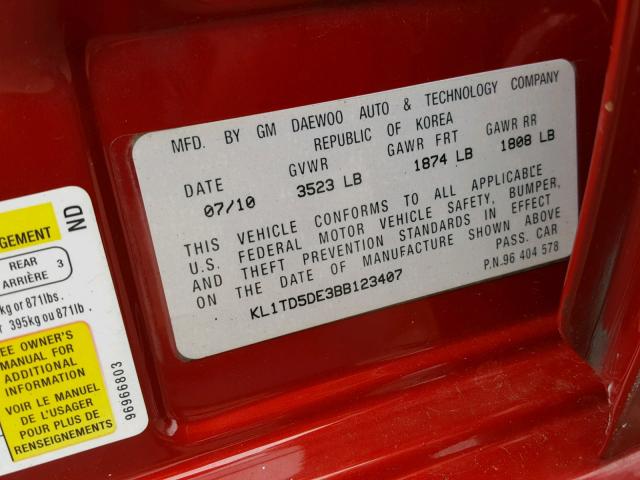 MFD. BY GM DAEWOO AUTO & TECHNOLOGY COMPANY
REPUBLIC OF KOREA
DATE GVWR GAWR FRT GAWR RR
07/10 3523 LB 1874 LB 1808 LB
THIS VEHICLE CONFORMS TO ALL APPLICABLE
U.S. FEDERAL MOTOR VEHICLE SAFETY, BUMPER,
AND THEFT PREVENTION STANDARDS IN EFFECT
ON THE DATE OF MANUFACTURE SHOWN ABOVE
PASS. CAR
KL1TD5DE3BB123407
P.N.96 404 578
ND
REAR
ARRIÈRE 3
kg or 871lbs.
395kg ou 871lb.
SEE OWNER'S
MANUAL FOR
ADDITIONAL
INFORMATION
VOIR LE MANUEL
DE L'USAGER
POUR PLUS DE
RENSEIGNEMENTS
96966803